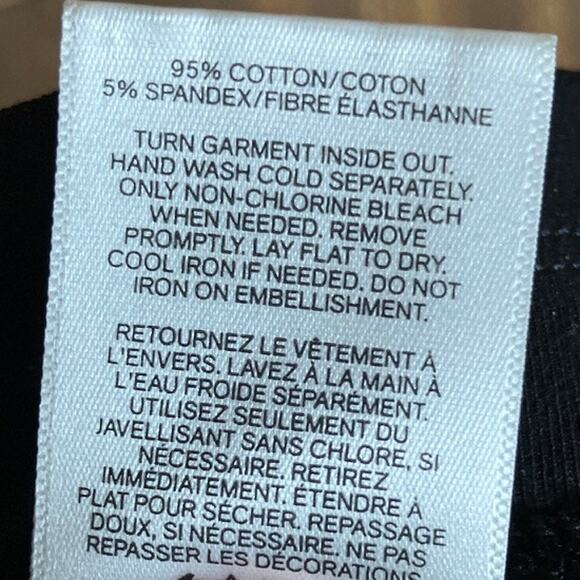 95% COTTON/COTON
5% SPANDEX/FIBRE ÉLASTHANNE
TURN GARMENT INSIDE OUT.
HAND WASH COLD SEPARATELY.
ONLY NON-CHLORINE BLEACH
WHEN NEEDED. REMOVE
PROMPTLY. LAY FLAT TO DRY.
COOL IRON IF NEEDED. DO NOT
IRON ON EMBELLISHMENT.
RETOURNEZ LE VÊTEMENT À
L'ENVERS. LAVEZ À LA MAIN À
L'EAU FROIDE SÉPARÉMENT.
UTILISEZ SEULEMENT DU
JAVELLISANT SANS CHLORE, SI
NÉCESSAIRE. RETIREZ
IMMÉDIATEMENT. ÉTENDRE À
PLAT POUR SÉCHER. REPASSAGE
DOUX, SI NÉCESSAIRE. NE PAS
REPASSER LES DÉCORATIONS